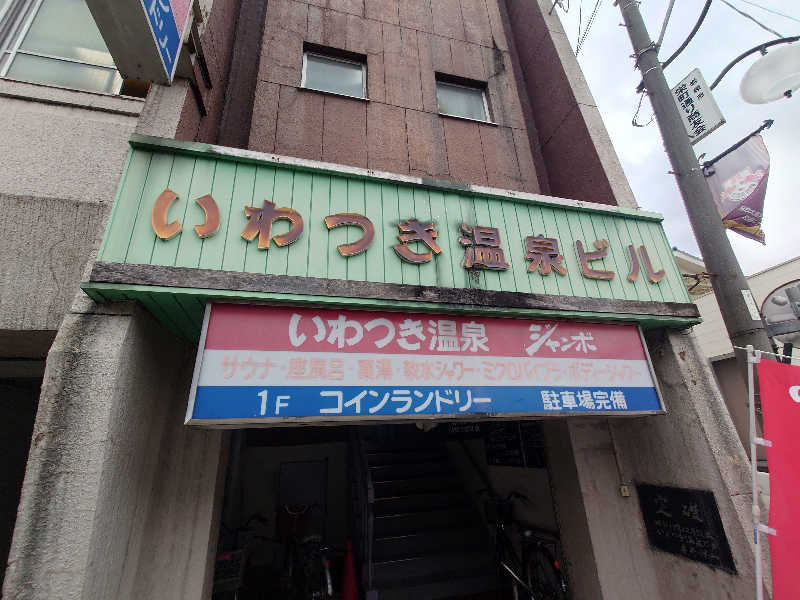 いわつき温泉ビル
いわつき温泉 ジャンボ
サウナ・座風呂・薬湯・軟水シャワー・ミクロバイブラ・ボディーシャワー
1F コインランドリー 駐車場完備